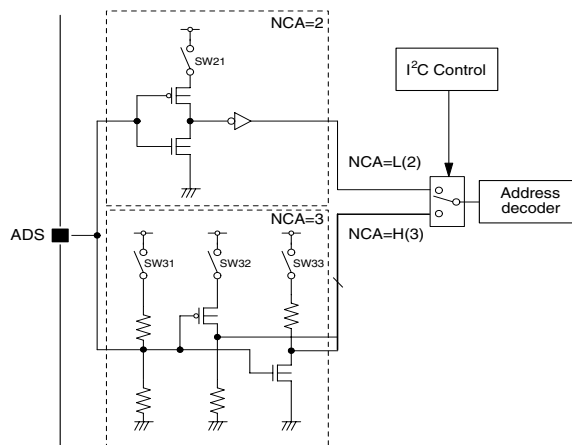 NCA=2
SW21
I²C Control
NCA=L(2)
Address
decoder
NCA=H(3)
NCA=3
ADS
SW31
SW32
SW33